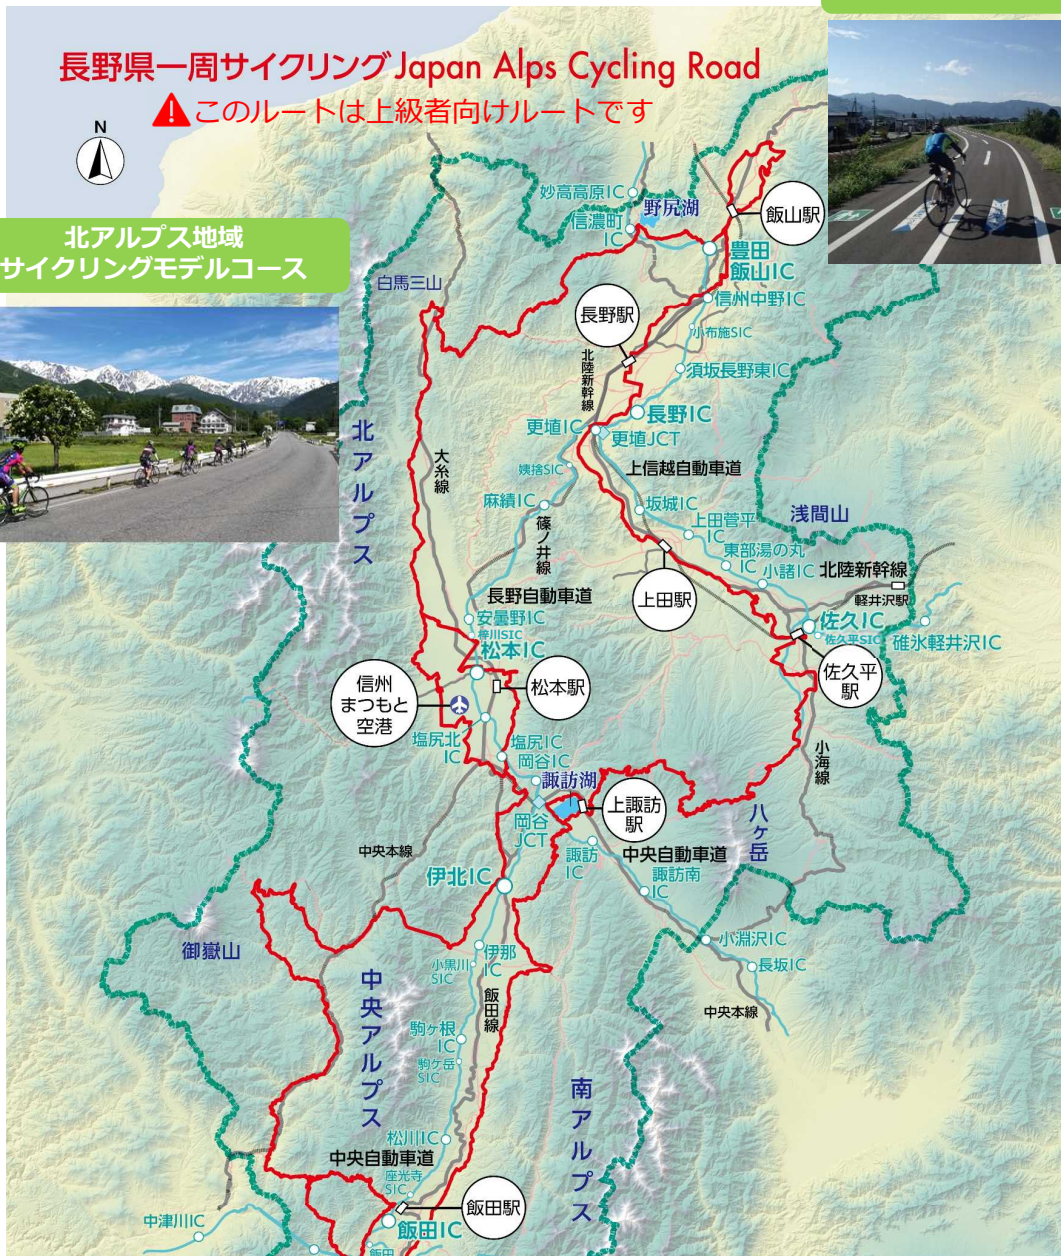 長野県一周サイクリング Japan Alps Cycling Road
このルートは上級者向けルートです
N
北アルプス地域
サイクリングモデルコース
妙高高原IC
野尻湖
信濃町
IC
飯山駅
豊田
飯山IC
白馬三山
信州中野IC
長野駅
小布施SIC
北陸新幹線
須坂長野東IC
長野IC
更埴IC
更埴JCT
北アルプス
大糸線
姨捨SIC
上信越自動車道
麻績IC
坂城IC
浅間山
篠ノ井線
上田菅平
IC
東部湯の丸
IC
小諸IC
北陸新幹線
軽井沢駅
長野自動車道
上田駅
安曇野IC
梓川SIC
松本IC
佐久IC
佐久平SIC
碓氷軽井沢IC
佐久平
駅
信州
まつもと
空港
松本駅
塩尻北
IC
塩尻IC
岡谷IC
小海線
諏訪湖
上諏訪
駅
岡谷
JCT
八ヶ岳
中央本線
諏訪
IC
中央自動車道
諏訪南
IC
伊北IC
御嶽山
小淵沢IC
伊那
IC
小黒川
SIC
長坂IC
中央アルプス
飯田線
中央本線
駒ヶ根
IC
駒ケ岳
SIC
南アルプス
松川IC
中央自動車道
座光寺
SIC
飯田駅
中津川IC
飯田IC
飯田